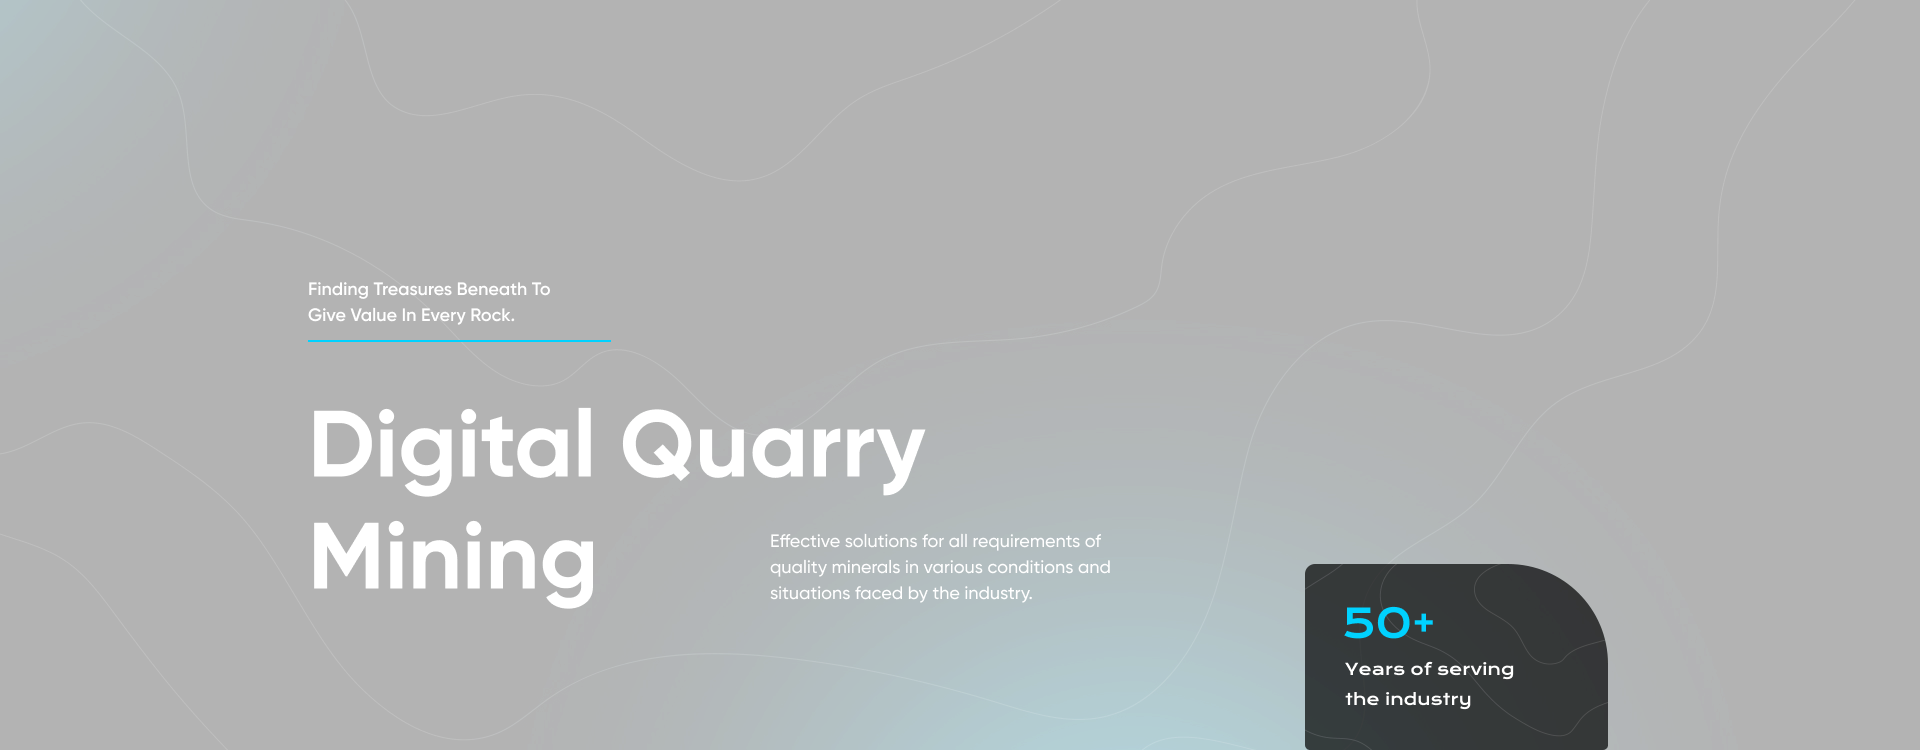 Finding Treasures Beneath To
Give Value In Every Rock.
Digital Quarry
Mining
Effective solutions for all requirements of
quality minerals in various conditions and
situations faced by the industry.
50+
Years of serving
the industry